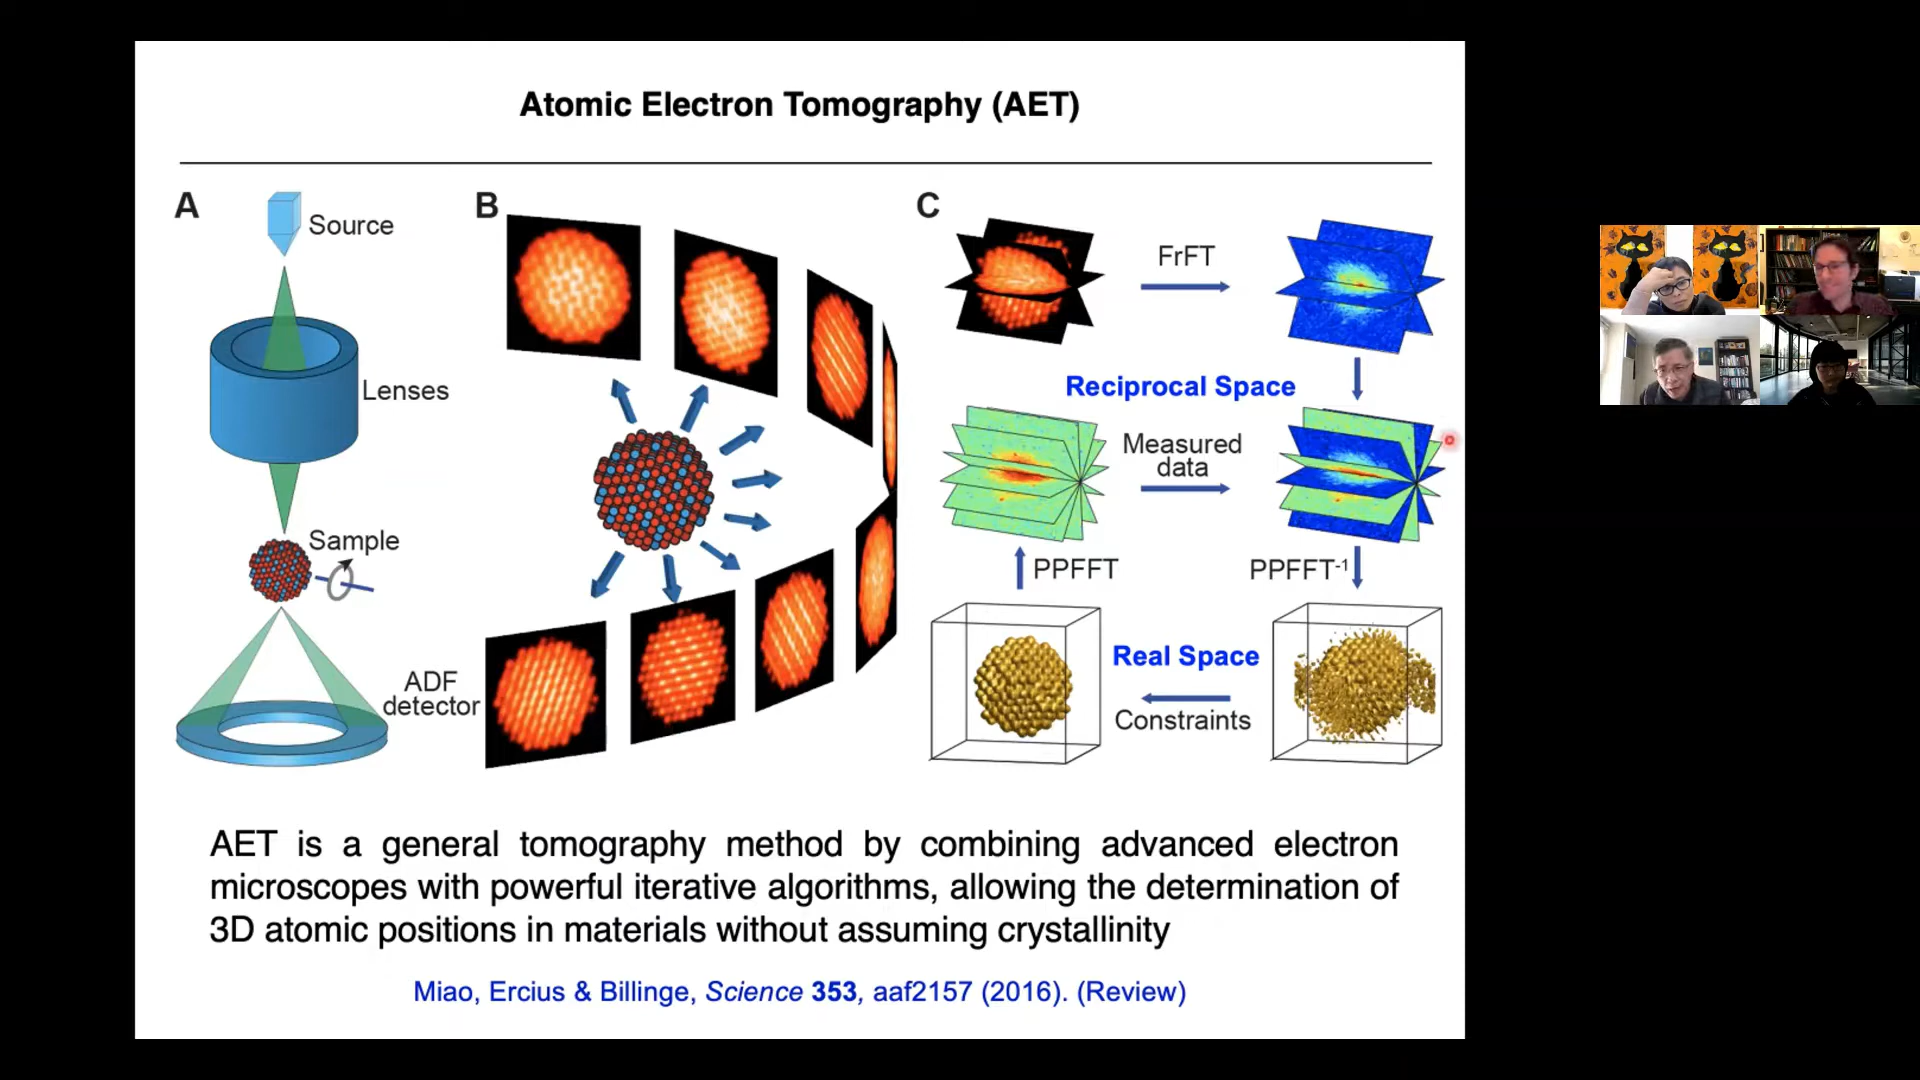 Atomic Electron Tomography (AET)
A
Source
Lenses
Sample
ADF
detector
B
C
FrFT
Reciprocal Space
Measured
data
PPFFT
PPFFT-1
Real Space
Constraints
AET is a general tomography method by combining advanced electron
microscopes with powerful iterative algorithms, allowing the determination of
3D atomic positions in materials without assuming crystallinity
Miao, Ercius & Billinge, Science 353, aaf2157 (2016). (Review)